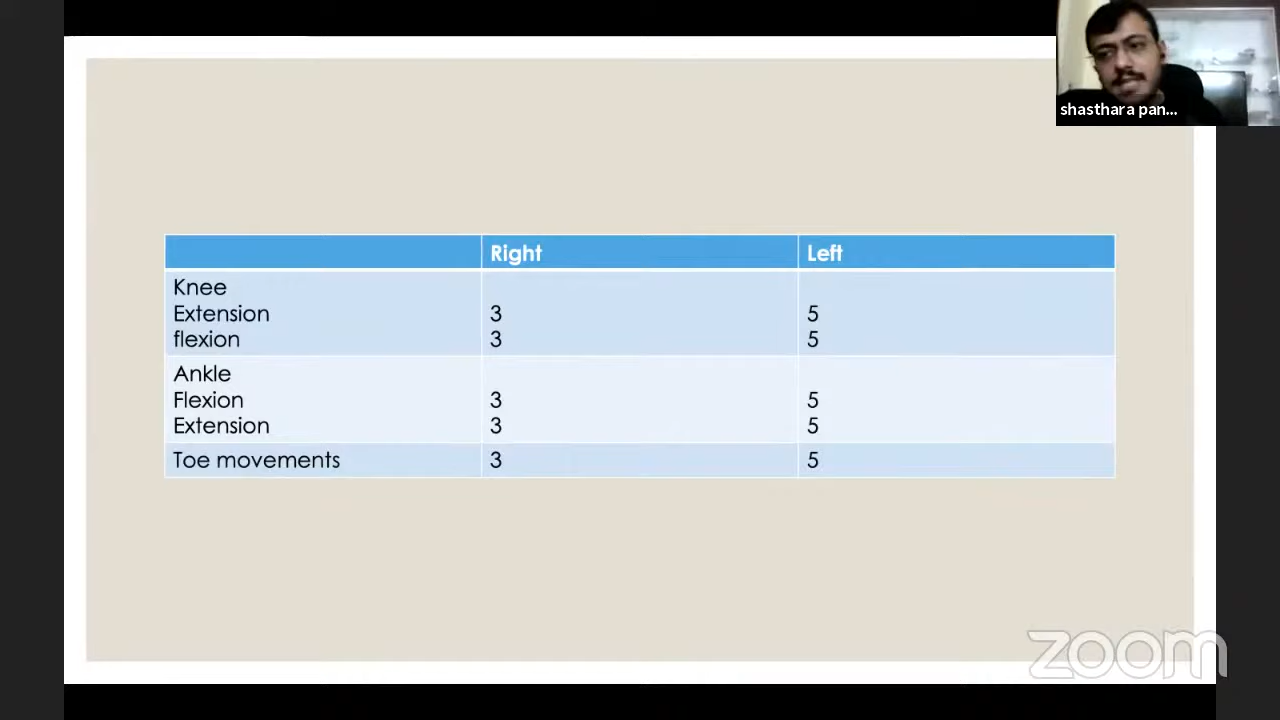 shasthara pan...
Right Left
Knee
Extension 3 5
flexion 3 5
Ankle
Flexion 3 5
Extension 3 5
Toe movements 3 5
zoom